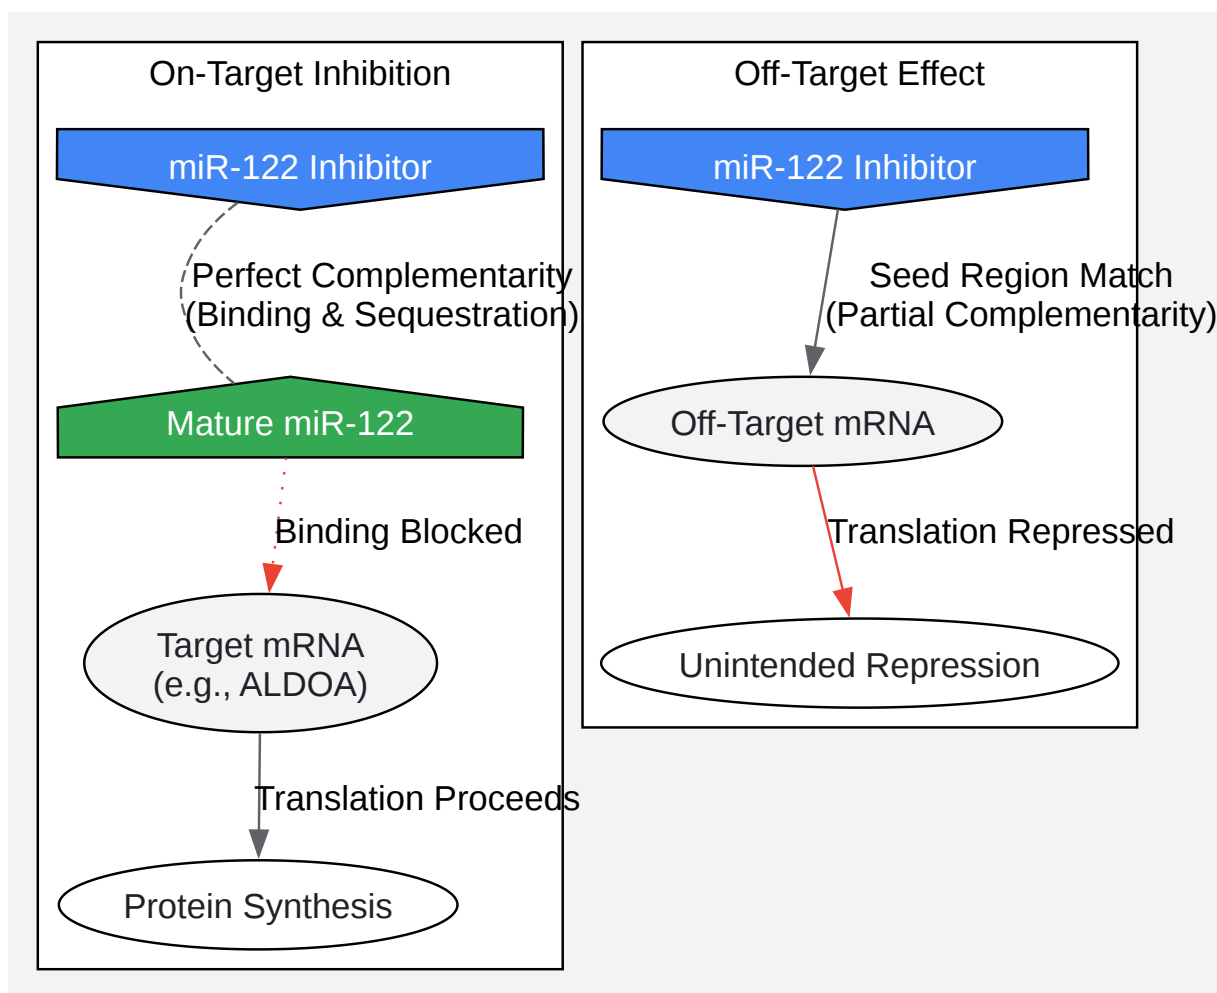 On-Target Inhibition
miR-122 Inhibitor
Perfect Complementarity
(Binding & Sequestration)
Mature miR-122
Binding Blocked
Target mRNA
(e.g., ALDOA)
Translation Proceeds
Protein Synthesis
Off-Target Effect
miR-122 Inhibitor
Seed Region Match
(Partial Complementarity)
Off-Target mRNA
Translation Repressed
Unintended Repression